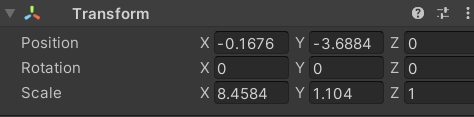 Transform
Position X -0.1676 Y -3.6884 Z 0
Rotation X 0 Y 0 Z 0
Scale X 8.4584 Y 1.104 Z 1